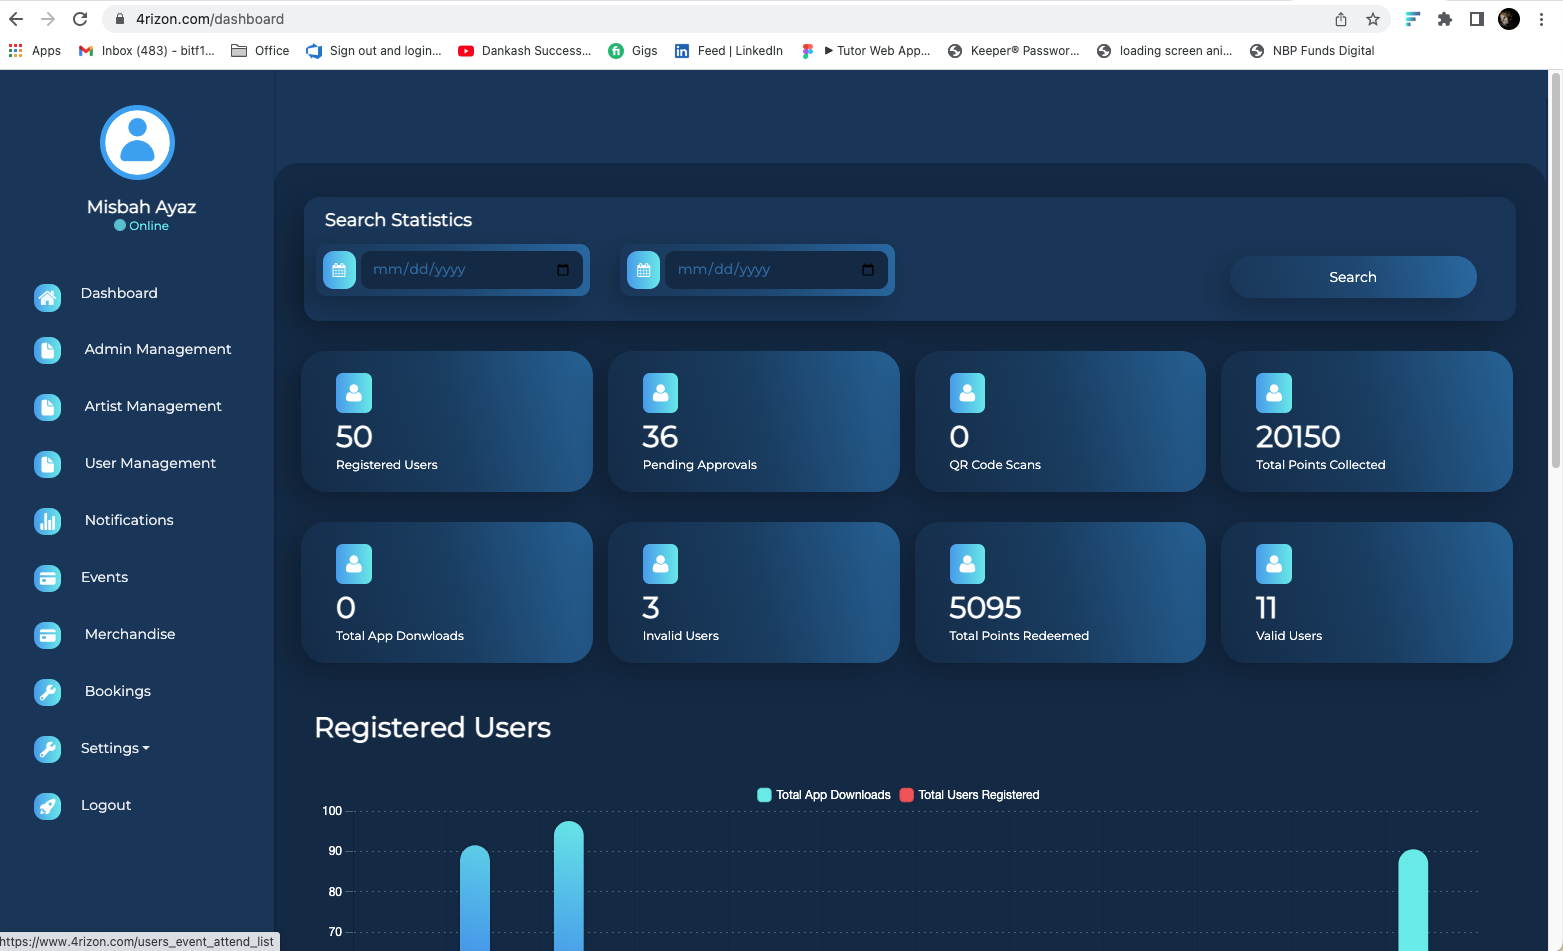 4rizon.com/dashboard
Apps
Inbox (483) - bitf1...
Office
Sign out and login...
Dankash Success...
fi
Gigs
in
Feed | LinkedIn
► Tutor Web App...
Keeper® Passwor...
loading screen ani...
NBP Funds Digital
Misbah Ayaz
Online
Dashboard
Admin Management
Artist Management
User Management
Notifications
Events
Merchandise
Bookings
Settings
Logout
Search Statistics
mm/dd/yyyy
mm/dd/yyyy
Search
50
Registered Users
36
Pending Approvals
0
QR Code Scans
20150
Total Points Collected
0
Total App Donwloads
3
Invalid Users
5095
Total Points Redeemed
11
Valid Users
Registered Users
Total App Downloads
Total Users Registered
100
90
80
70
https://www.4rizon.com/users_event_attend_list